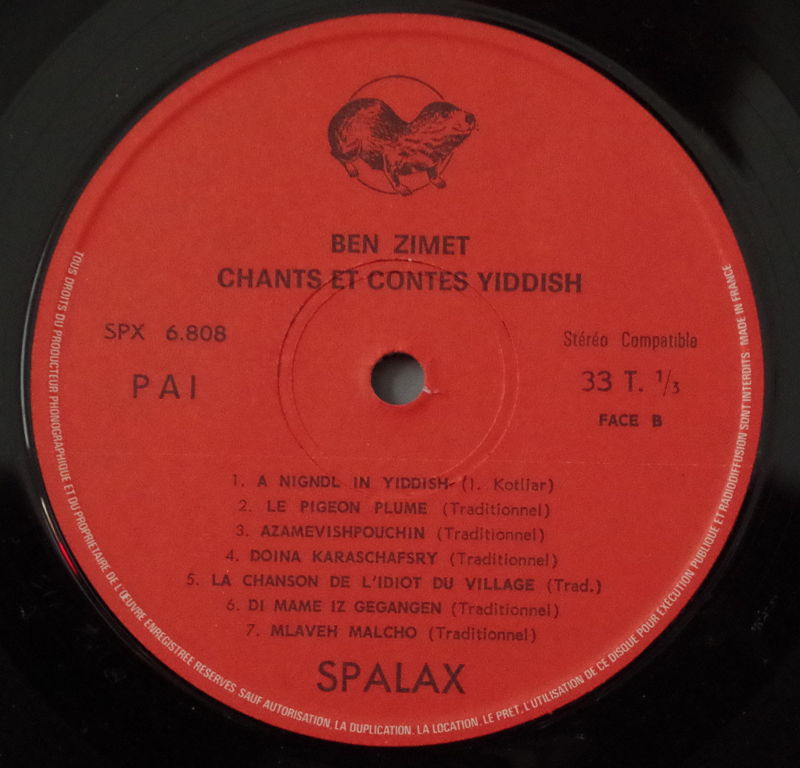 BEN ZIMET
CHANTS ET CONTES YIDDISH
SPX 6.808
Stéréo Compatible
PAI
33 T. 1/3
FACE B
1. A NIGNDL IN YIDDISH (I. Kotliar)
2. LE PIGEON PLUME (Traditionnel)
3. AZAMEVISHPOUCHIN (Traditionnel)
4. DOINA KARASCHAFSRY (Traditionnel)
5. LA CHANSON DE L'IDIOT DU VILLAGE (Trad.)
6. DI MAME IZ GEGANGEN (Traditionnel)
7. MLAVEH MALCHO (Traditionnel)
SPALAX
TOUS DROITS DU PRODUCTEUR PHONOGRAPHIQUE ET DU PROPRIETAIRE DE L'ŒUVRE ENREGISTREE RESERVES SAUF AUTORISATION, LA DUPLICATION, LA LOCATION, LE PRET, L'UTILISATION DE CE DISQUE POUR EXECUTION PUBLIQUE ET RADIODIFFUSION SONT INTERDITS MADE IN FRANCE